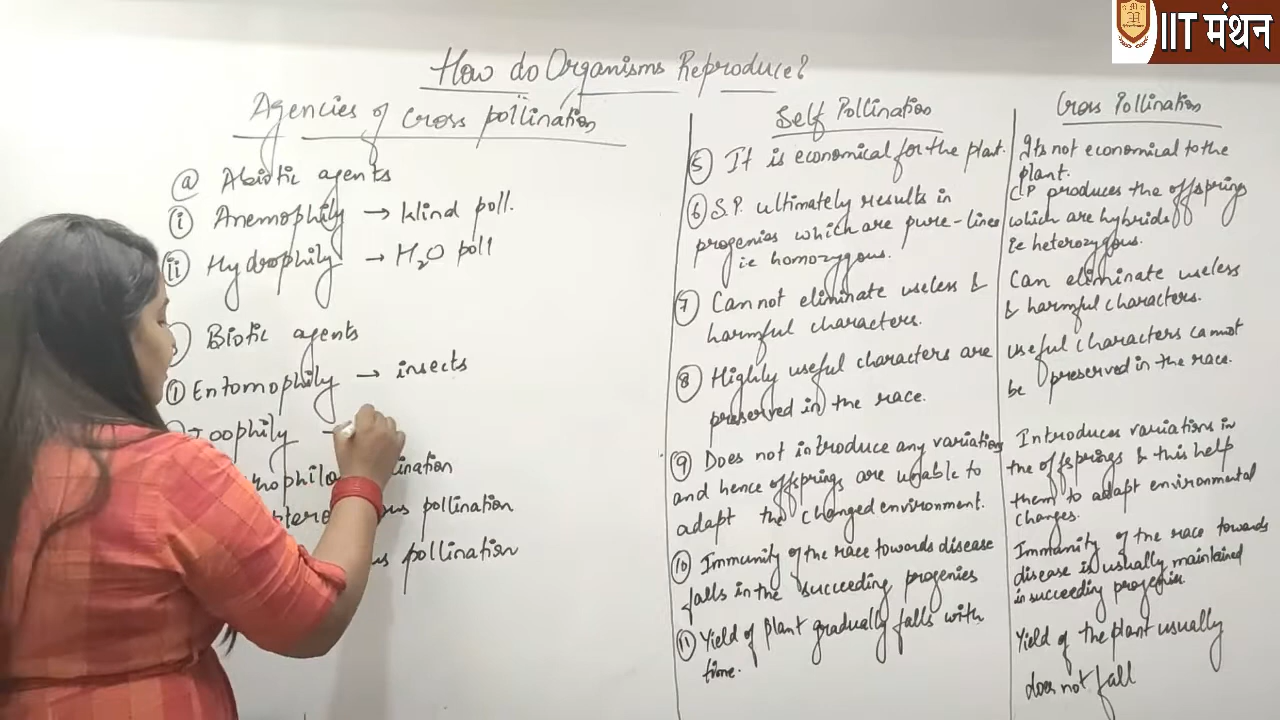 IIT मंथन
How do Organisms Reproduce?
Agencies of Cross pollination
ⓐ Abiotic agents
(i) Anemophily → Wind poll.
(ii) Hydrophily → H₂O poll
Biotic agents
① Entomophily → insects
oophily
pollination
pollination
Self Pollination
⑤ It is economical for the plant.
⑥ S.P. ultimately results in
progenies which are pure-lines
i.e homozygous.
⑦ Can not eliminate useless &
harmful characters.
⑧ Highly useful characters are
preserved in the race.
⑨ Does not introduce any variation
and hence offsprings are unable to
adapt the changed environment.
⑩ Immunity of the race towards disease
falls in the succeeding progenies
⑪ Yield of plant gradually falls with
time.
Cross Pollination
Its not economical to the
plant.
CP produces the offspring
which are hybrids
ie heterozygous.
Can eliminate useless
& harmful characters.
Useful characters cannot
be preserved in the race.
Introduces variations in
the offsprings & this help
them to adapt environmental
changes.
Immunity of the race towards
disease is usually maintained
in succeeding progenies
Yield of the plant usually
does not fall